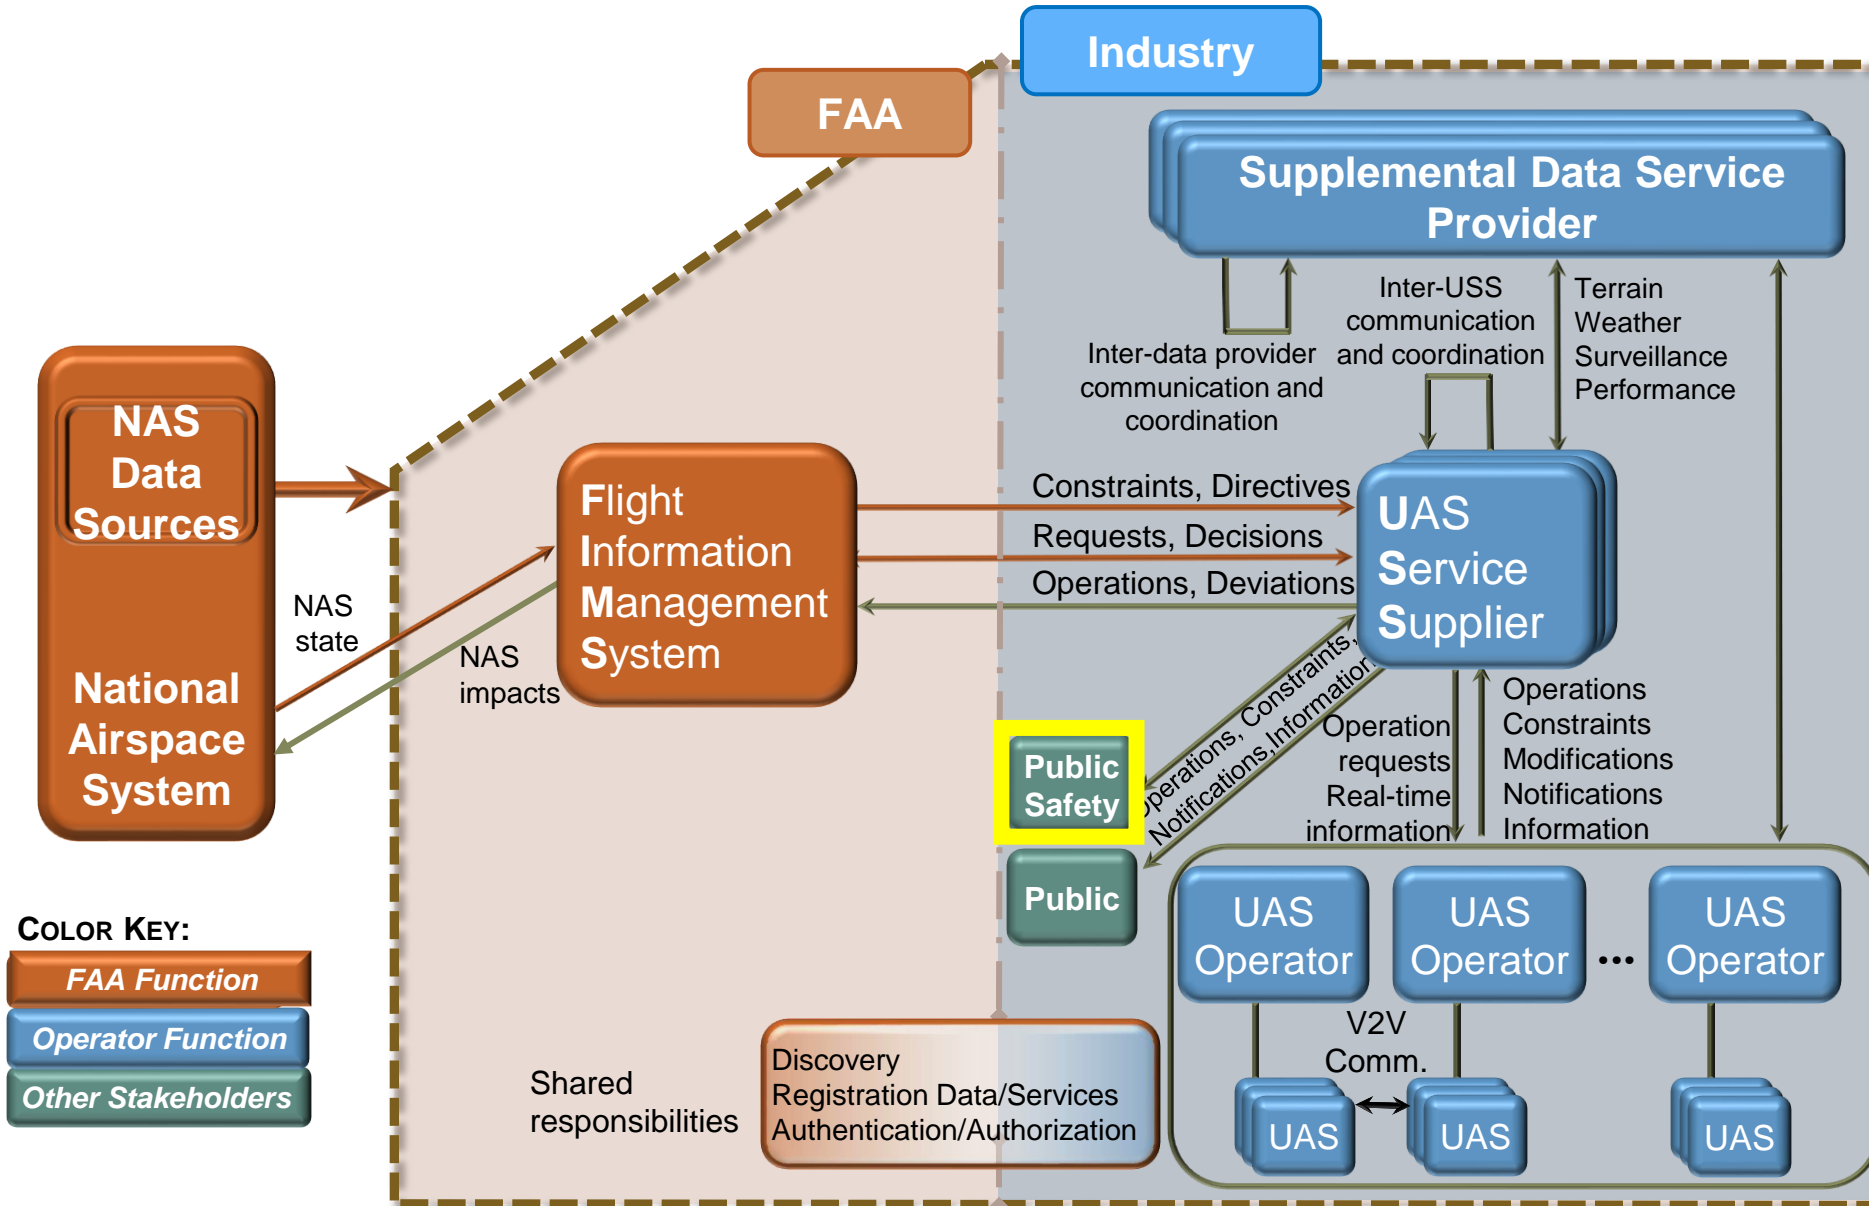 Industry
FAA
Supplemental Data Service
Provider
Inter-USS
communication
and coordination
Terrain
Weather
Surveillance
Performance
Inter-data provider
communication and
coordination
NAS
Data
Sources
National
Airspace
System
NAS
state
NAS
impacts
Flight
Information
Management
System
Constraints, Directives
Requests, Decisions
Operations, Deviations
UAS
Service
Supplier
Operations, Constraints,
Notifications,Information
Public
Safety
Public
Operation
requests
Real-time
information
Operations
Constraints
Modifications
Notifications
Information
UAS
Operator
UAS
Operator
...
UAS
Operator
V2V
Comm.
UAS
UAS
UAS
COLOR KEY:
FAA Function
Operator Function
Other Stakeholders
Shared
responsibilities
Discovery
Registration Data/Services
Authentication/Authorization